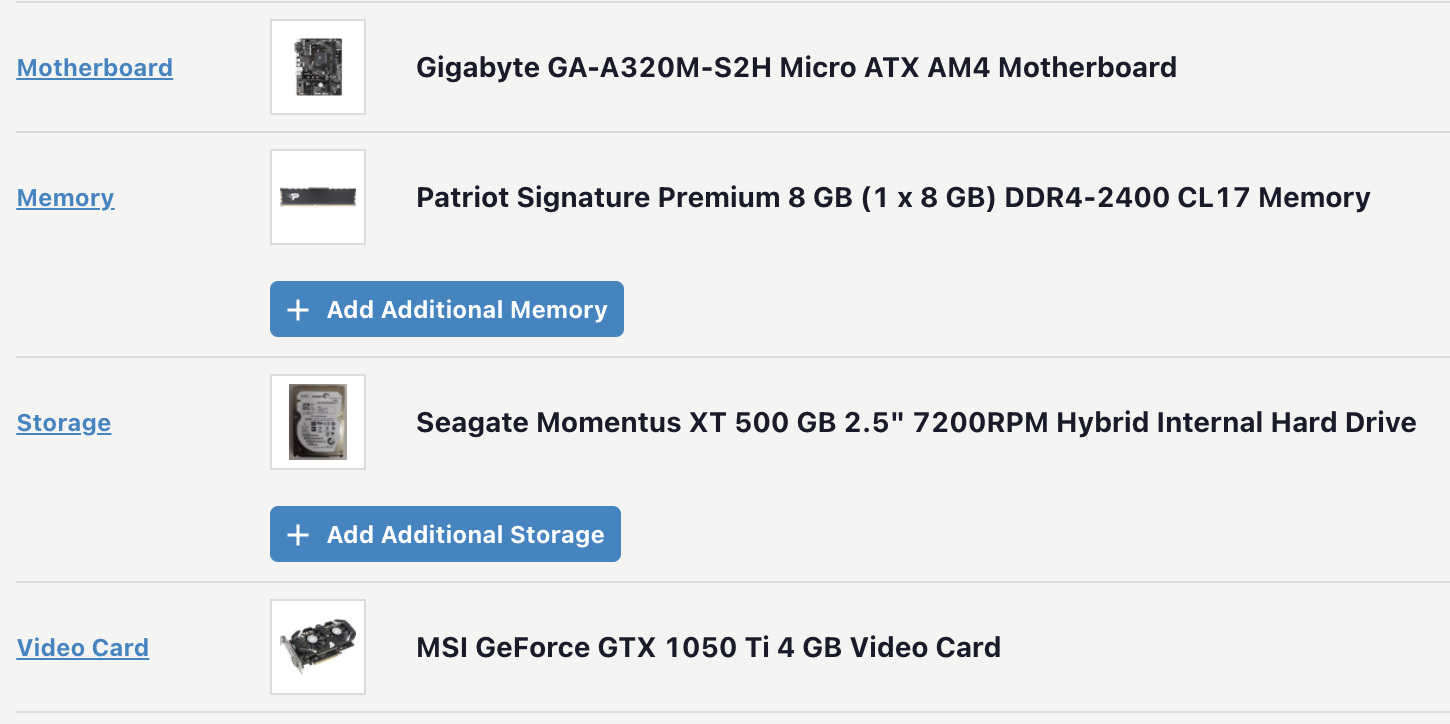 Motherboard
Gigabyte GA-A320M-S2H Micro ATX AM4 Motherboard
Memory
Patriot Signature Premium 8 GB (1 x 8 GB) DDR4-2400 CL17 Memory
+ Add Additional Memory
Storage
Seagate Momentus XT 500 GB 2.5" 7200RPM Hybrid Internal Hard Drive
+ Add Additional Storage
Video Card
MSI GeForce GTX 1050 Ti 4 GB Video Card